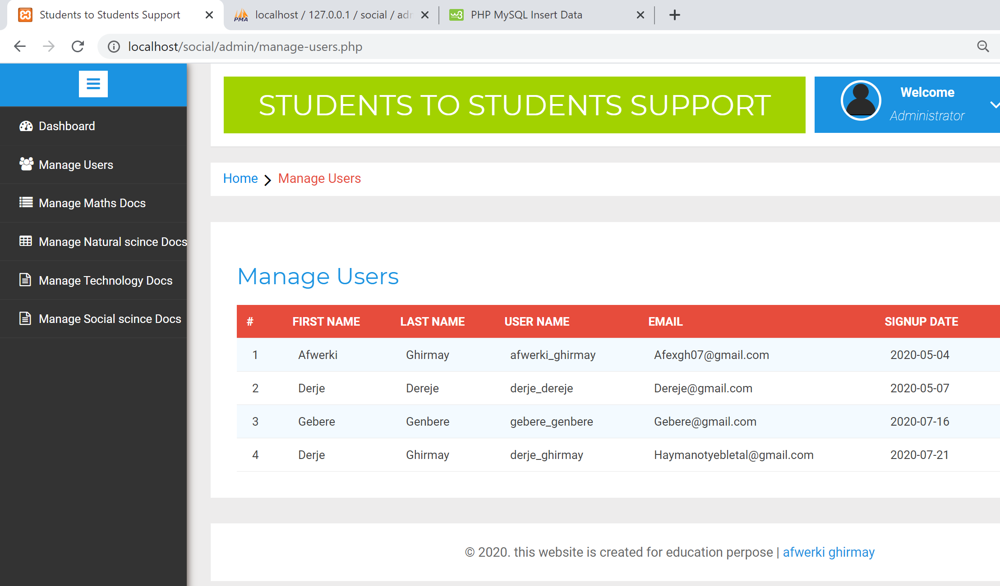 Students to Students Support
localhost / 127.0.0.1 / social / adm
PHP MySQL Insert Data
localhost/social/admin/manage-users.php
STUDENTS TO STUDENTS SUPPORT
Welcome
Administrator
Dashboard
Manage Users
Manage Maths Docs
Manage Natural scince Docs
Manage Technology Docs
Manage Social scince Docs
Home > Manage Users
Manage Users
# FIRST NAME LAST NAME USER NAME EMAIL SIGNUP DATE
1 Afwerki Ghirmay afwerki_ghirmay Afexgh07@gmail.com 2020-05-04
2 Derje Dereje derje_dereje Dereje@gmail.com 2020-05-07
3 Gebere Genbere gebere_genbere Gebere@gmail.com 2020-07-16
4 Derje Ghirmay derje_ghirmay Haymanotyebletal@gmail.com 2020-07-21
© 2020. this website is created for education perpose | afwerki ghirmay